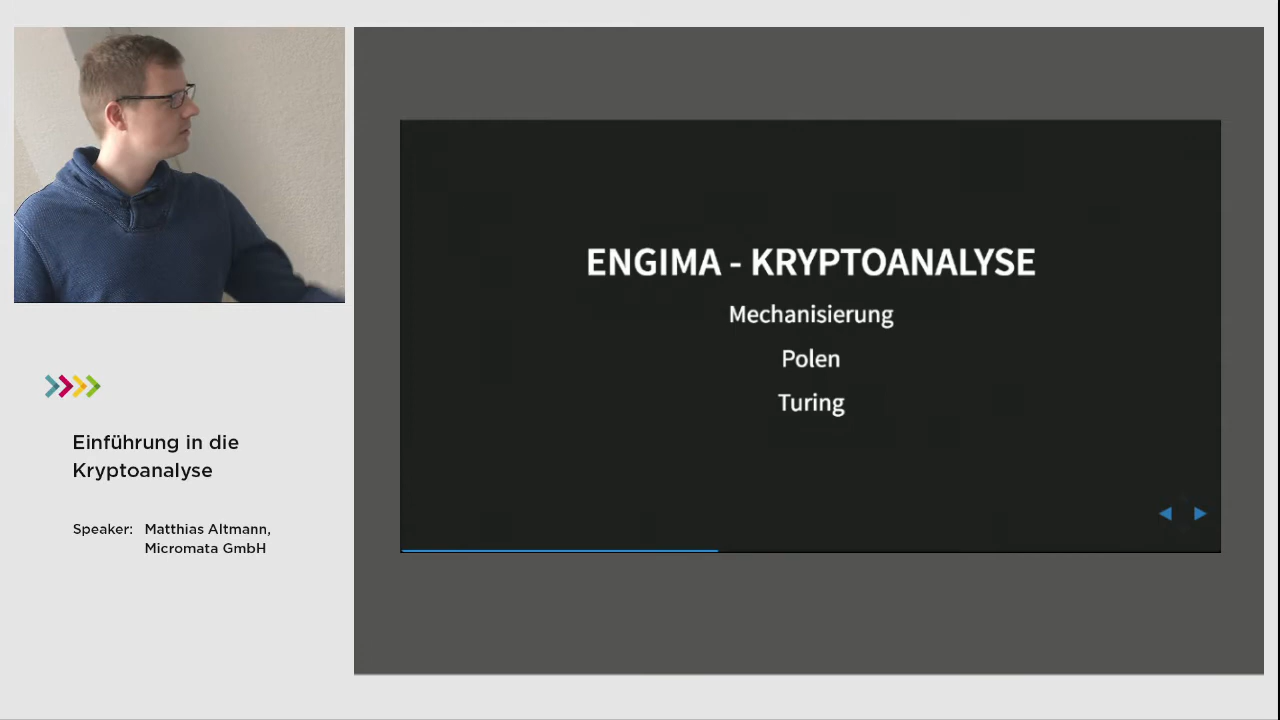 ENGIMA - KRYPTOANALYSE
Mechanisierung
Polen
Turing
Einführung in die
Kryptoanalyse
Speaker: Matthias Altmann,
Micromata GmbH